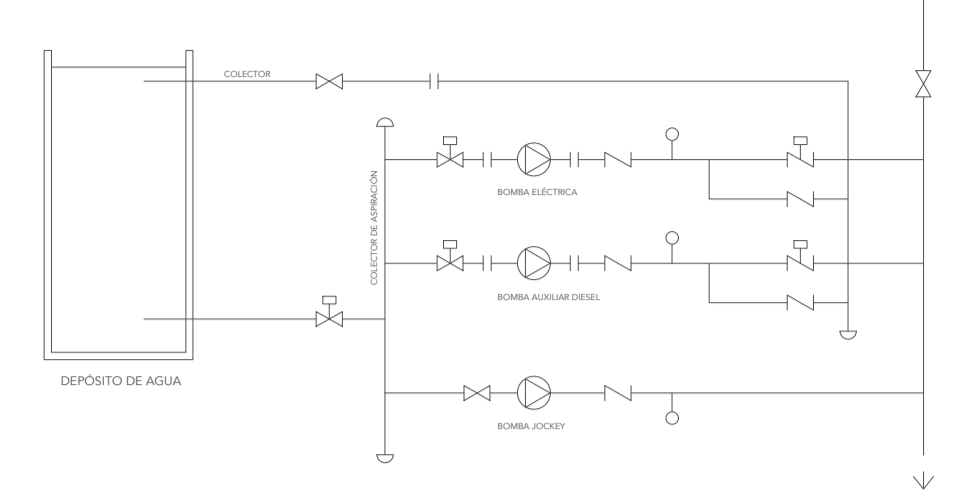 COLECTOR
COLECTOR DE ASPIRACIÓN
BOMBA ELÉCTRICA
BOMBA AUXILIAR DIESEL
DEPÓSITO DE AGUA
BOMBA JOCKEY